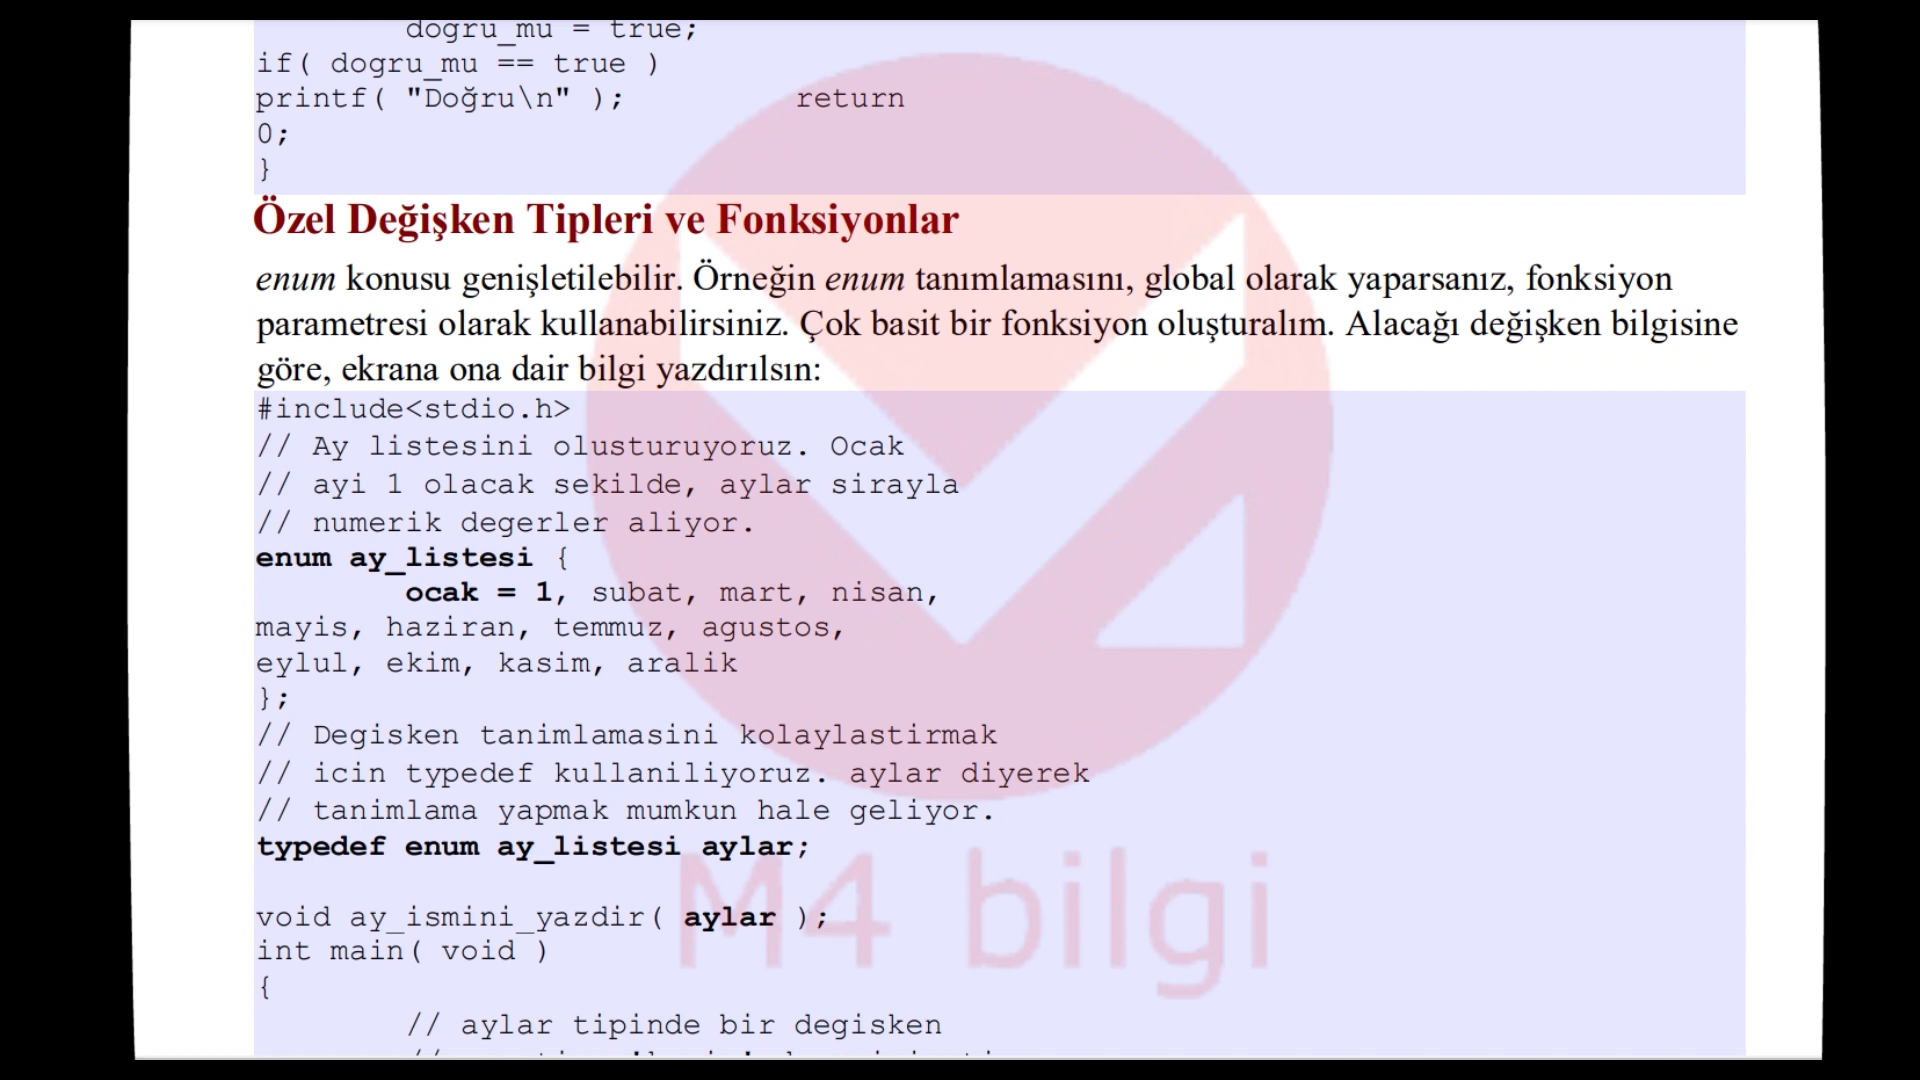 dogru_mu = true;
if( dogru_mu == true )
printf( "Doğru\n" ); return
0;
}
Özel Değişken Tipleri ve Fonksiyonlar
enum konusu genişletilebilir. Örneğin enum tanımlamasını, global olarak yaparsanız, fonksiyon
parametresi olarak kullanabilirsiniz. Çok basit bir fonksiyon oluşturalım. Alacağı değişken bilgisine
göre, ekrana ona dair bilgi yazdırılsın:
#include<stdio.h>
// Ay listesini olusturuyoruz. Ocak
// ayi 1 olacak sekilde, aylar sirayla
// numerik degerler aliyor.
enum ay_listesi {
ocak = 1, subat, mart, nisan,
mayis, haziran, temmuz, agustos,
eylul, ekim, kasim, aralik
};
// Degisken tanimlamasini kolaylastirmak
// icin typedef kullaniliyoruz. aylar diyerek
// tanimlama yapmak mumkun hale geliyor.
typedef enum ay_listesi aylar;
void ay_ismini_yazdir( aylar );
int main( void )
{
// aylar tipinde bir degisken
M4 bilgi